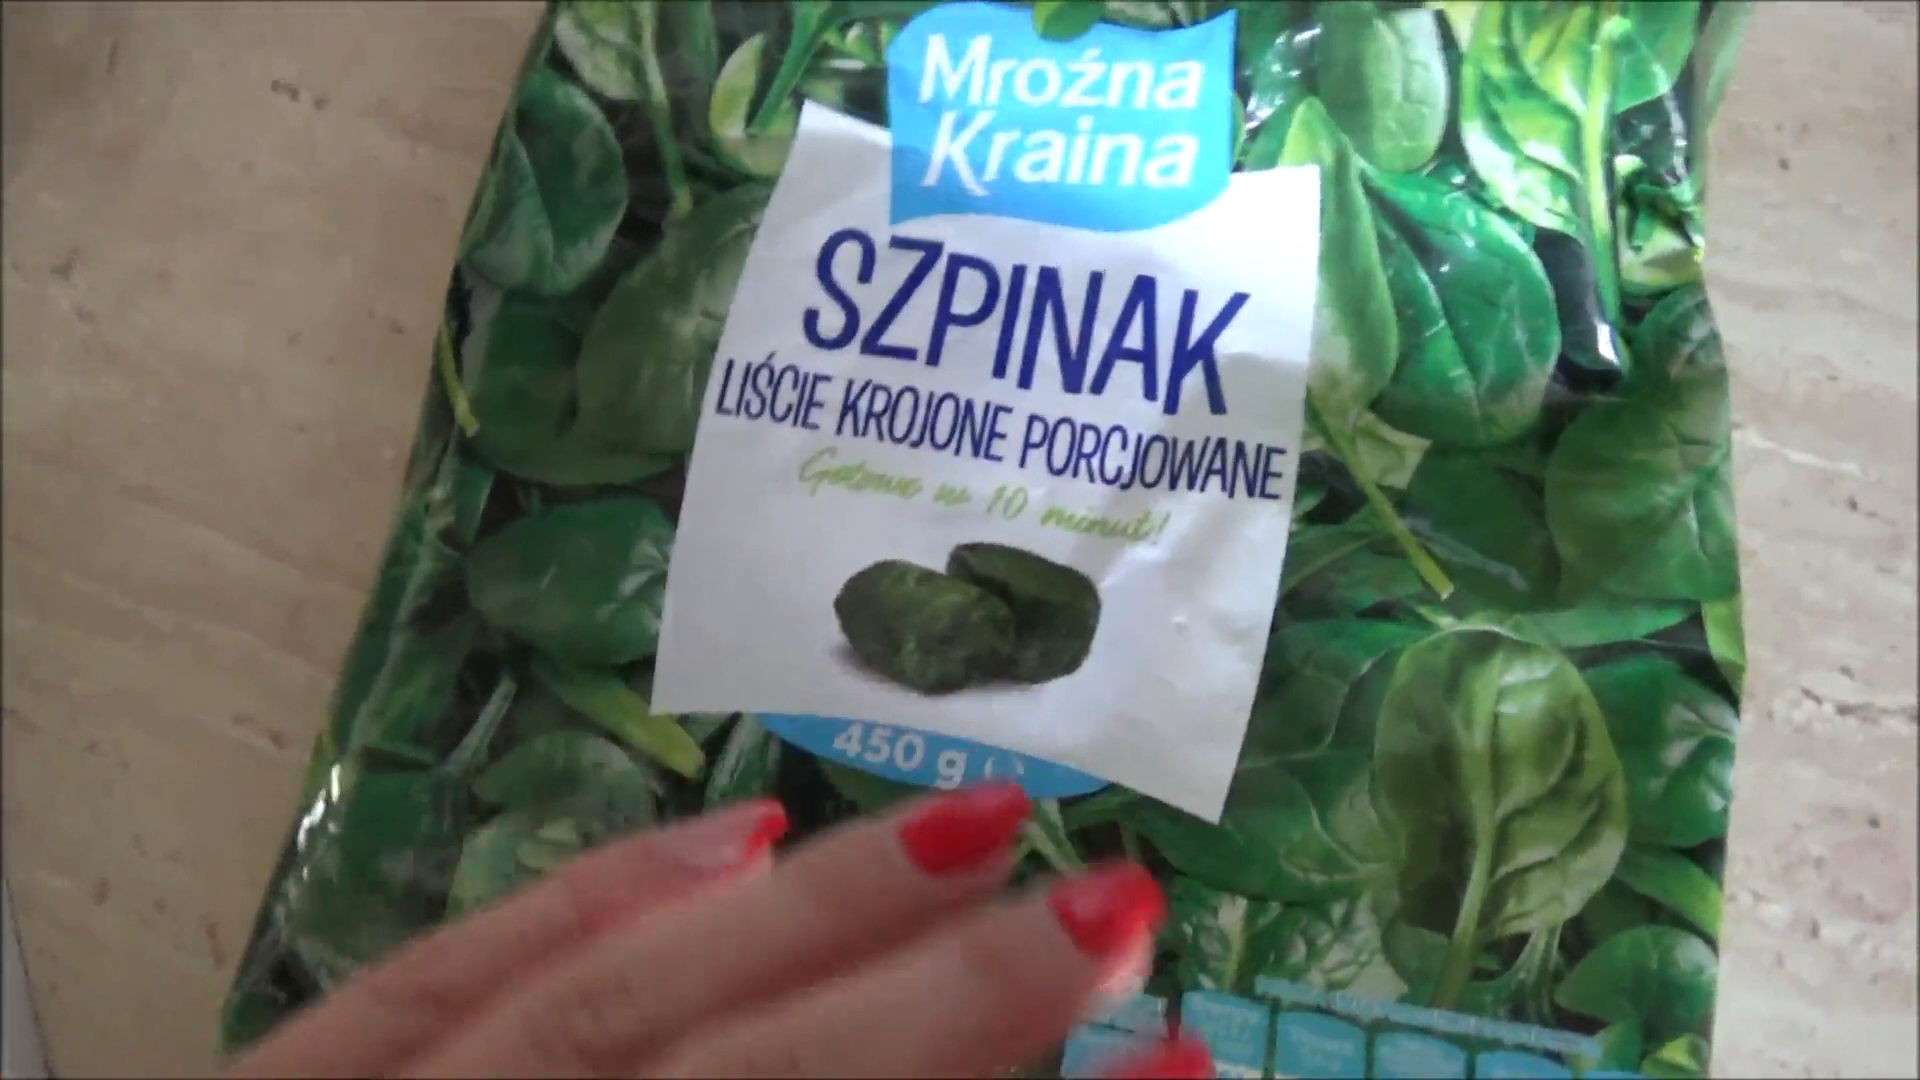 Mroźna
Kraina
SZPINAK
LIŚCIE KROJONE PORCJOWANE
Gotowe w 10 minut!
450 g